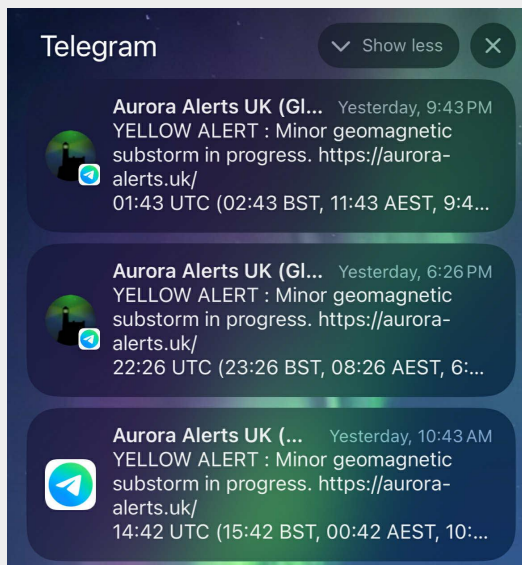 Telegram
Show less
Aurora Alerts UK (Gl... Yesterday, 9:43 PM
YELLOW ALERT : Minor geomagnetic
substorm in progress. https://aurora-
alerts.uk/
01:43 UTC (02:43 BST, 11:43 AEST, 9:4...
Aurora Alerts UK (Gl... Yesterday, 6:26 PM
YELLOW ALERT : Minor geomagnetic
substorm in progress. https://aurora-
alerts.uk/
22:26 UTC (23:26 BST, 08:26 AEST, 6:...
Aurora Alerts UK (... Yesterday, 10:43 AM
YELLOW ALERT : Minor geomagnetic
substorm in progress. https://aurora-
alerts.uk/
14:42 UTC (15:42 BST, 00:42 AEST, 10:...